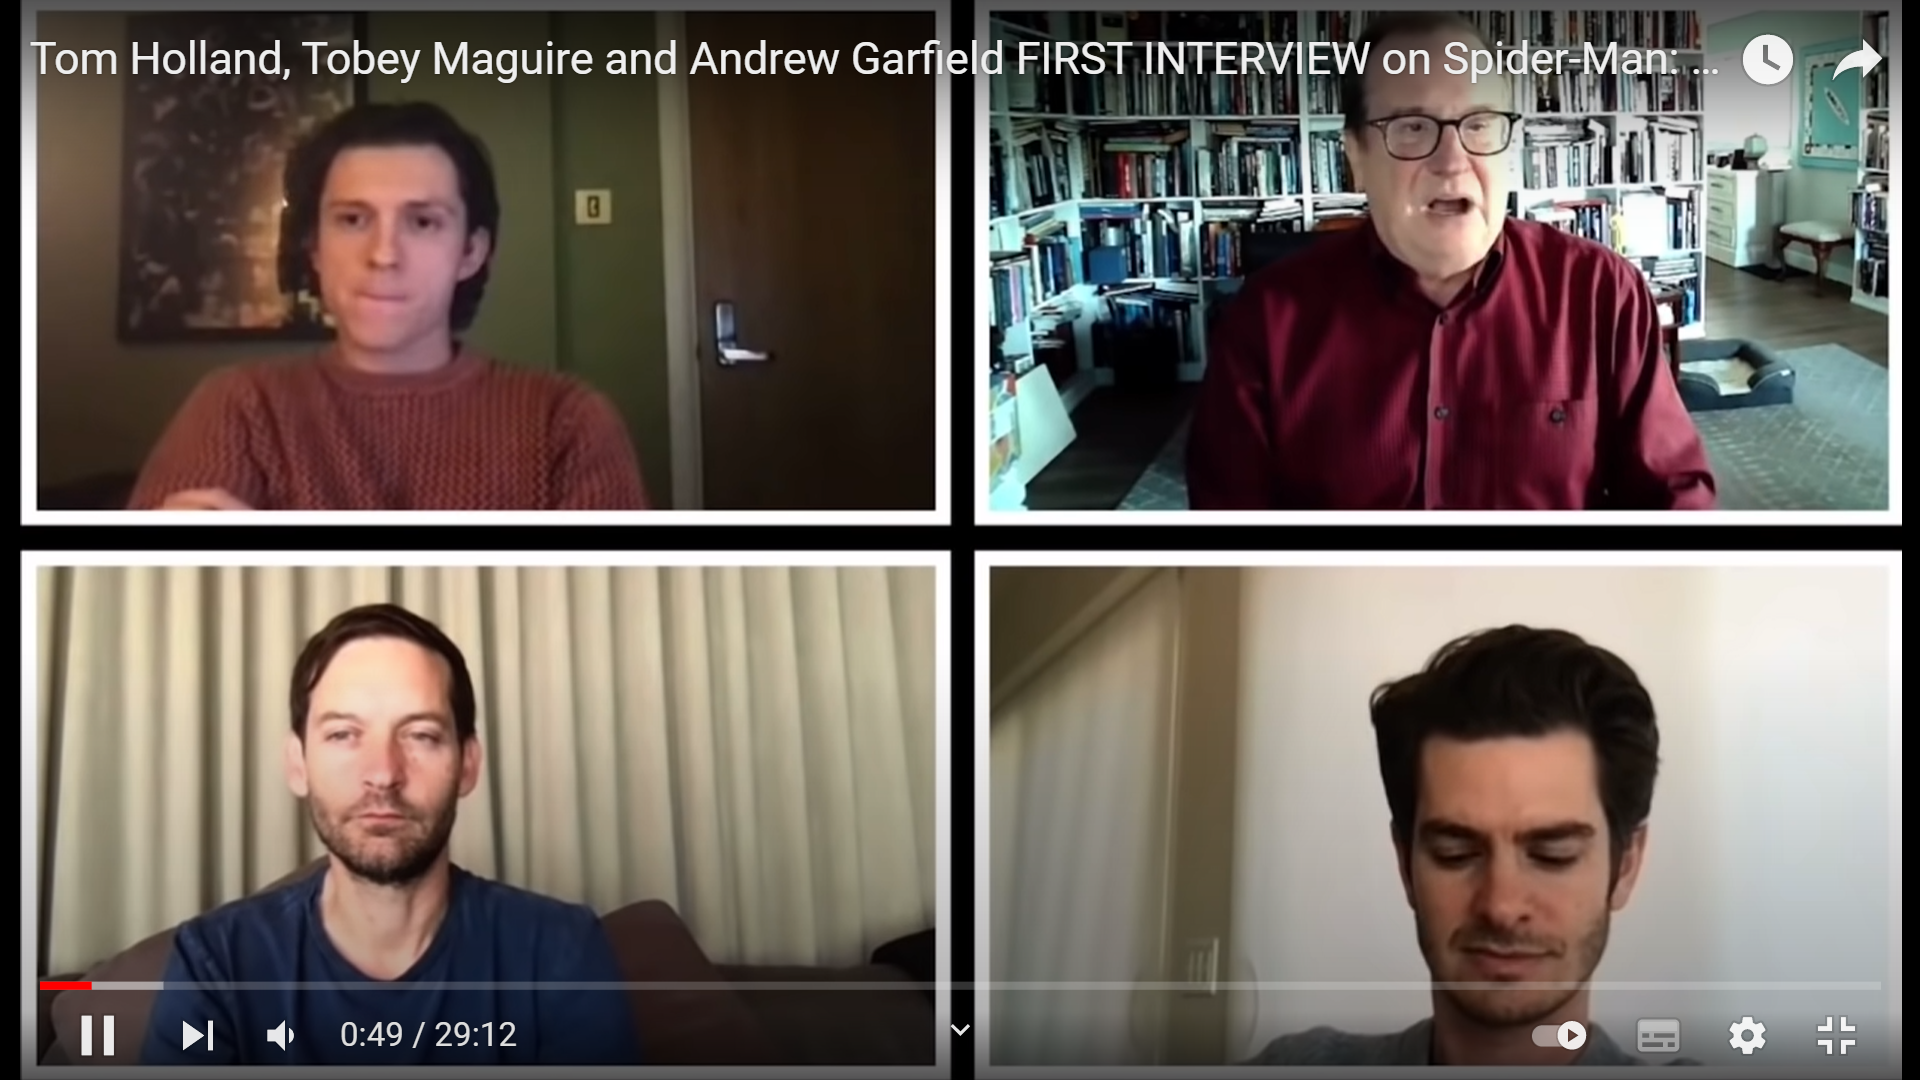 Tom Holland, Tobey Maguire and Andrew Garfield FIRST INTERVIEW on Spider-Man: ...
0:49 / 29:12